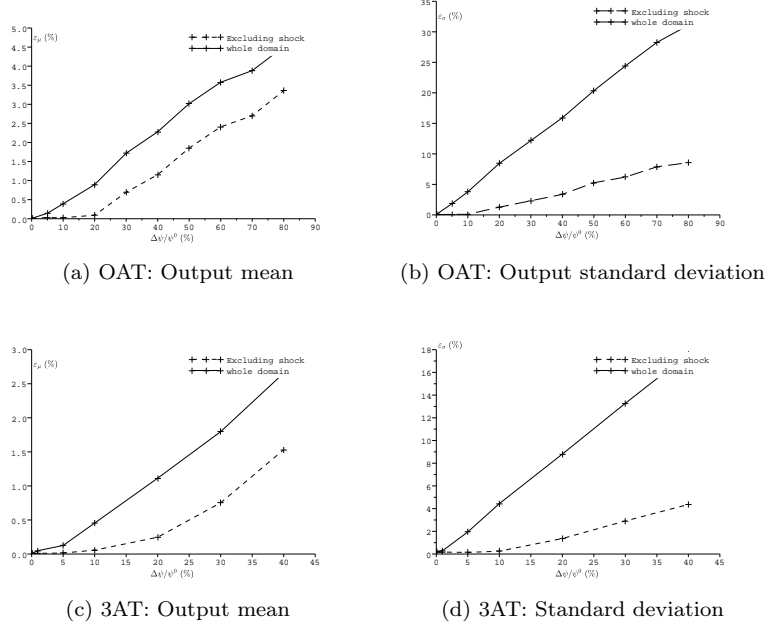 5.0
4.5
4.0
3.5
3.0
2.5
2.0
1.5
1.0
0.5
0.0
εμ (%)
Excluding shock
whole domain
0 10 20 30 40 50 60 70 80 90
Δψ/ψ⁰ (%)
(a) OAT: Output mean
35
30
25
20
15
10
5
0
εσ (%)
Excluding shock
whole domain
0 10 20 30 40 50 60 70 80 90
Δψ/ψ⁰ (%)
(b) OAT: Output standard deviation
3.0
2.5
2.0
1.5
1.0
0.5
0.0
εμ (%)
Excluding shock
whole domain
0 5 10 15 20 25 30 35 40 45
Δψ/ψ⁰ (%)
(c) 3AT: Output mean
18
16
14
12
10
8
6
4
2
0
εσ (%)
Excluding shock
whole domain
0 5 10 15 20 25 30 35 40 45
Δψ/ψ⁰ (%)
(d) 3AT: Standard deviation